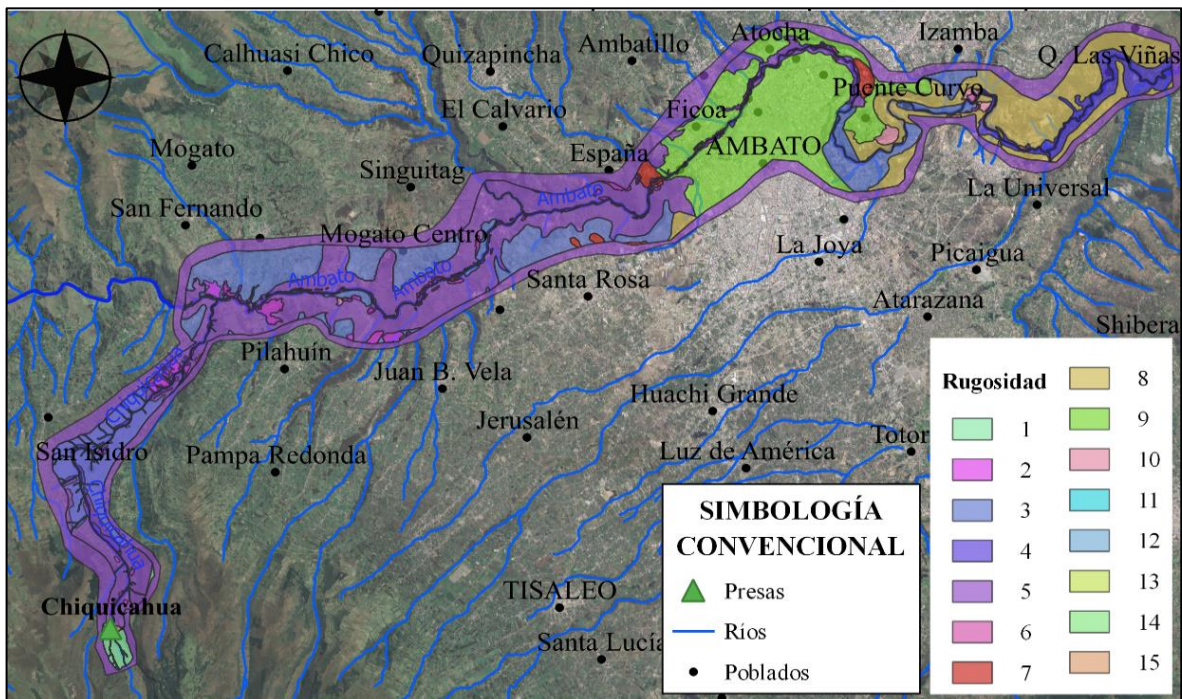 Calhuasi Chico
Quizapincha
Ambatillo
Atocha
Izamba
Q. Las Viñas
El Calvario
Ficoa
Puente Curvo
Mogato
Singuitag
España
AMBATO
San Fernando
Ambato
La Universal
Mogato Centro
La Joya
Picaigua
Ambato
Ambato
Santa Rosa
Atarazana
Shibera
Pilahuín
Chiquicahua
Juan B. Vela
Huachi Grande
Jerusalén
San Isidro
Pampa Redonda
Luz de América
Totor
Chiquicahua
TISALEO
Chiquicahua
Santa Lucía
SIMBOLOGÍA
CONVENCIONAL
Presas
Ríos
Poblados
Rugosidad
1
2
3
4
5
6
7
8
9
10
11
12
13
14
15